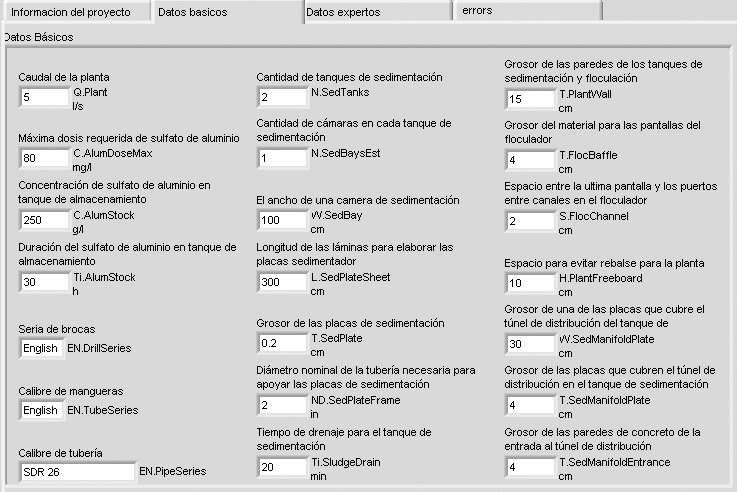 Informacion del proyecto
Datos basicos
Datos expertos
errors
Datos Básicos
Caudal de la planta
5
Q.Plant
l/s
Máxima dosis requerida de sulfato de aluminio
80
C.AlumDoseMax
mg/l
Concentración de sulfato de aluminio en
tanque de almacenamiento
250
C.AlumStock
g/l
Duración del sulfato de aluminio en tanque de
almacenamiento
30
Ti.AlumStock
h
Seria de brocas
English
EN.DrillSeries
Calibre de mangueras
English
EN.TubeSeries
Calibre de tubería
SDR 26
EN.PipeSeries
Cantidad de tanques de sedimentación
2
N.SedTanks
Cantidad de cámaras en cada tanque de
sedimentación
1
N.SedBaysEst
El ancho de una camera de sedimentación
100
W.SedBay
cm
Longitud de las láminas para elaborar las
placas sedimentador
300
L.SedPlateSheet
cm
Grosor de las placas de sedimentación
0.2
T.SedPlate
cm
Diámetro nominal de la tubería necesaria para
apoyar las placas de sedimentación
2
ND.SedPlateFrame
in
Tiempo de drenaje para el tanque de
sedimentación
20
Ti.SludgeDrain
min
Grosor de las paredes de los tanques de
sedimentación y floculación
15
T.PlantWall
cm
Grosor del material para las pantallas del
floculador
4
T.FlocBaffle
cm
Espacio entre la ultima pantalla y los puertos
entre canales en el floculador
2
S.FlocChannel
cm
Espacio para evitar rebalse para la planta
10
H.PlantFreeboard
cm
Grosor de una de las placas que cubre el
túnel de distribución del tanque de
30
W.SedManifoldPlate
cm
Grosor de las placas que cubren el túnel de
distribución en el tanque de sedimentación
4
T.SedManifoldPlate
cm
Grosor de las paredes de concreto de la
entrada al túnel de distribución
4
T.SedManifoldEntrance
cm